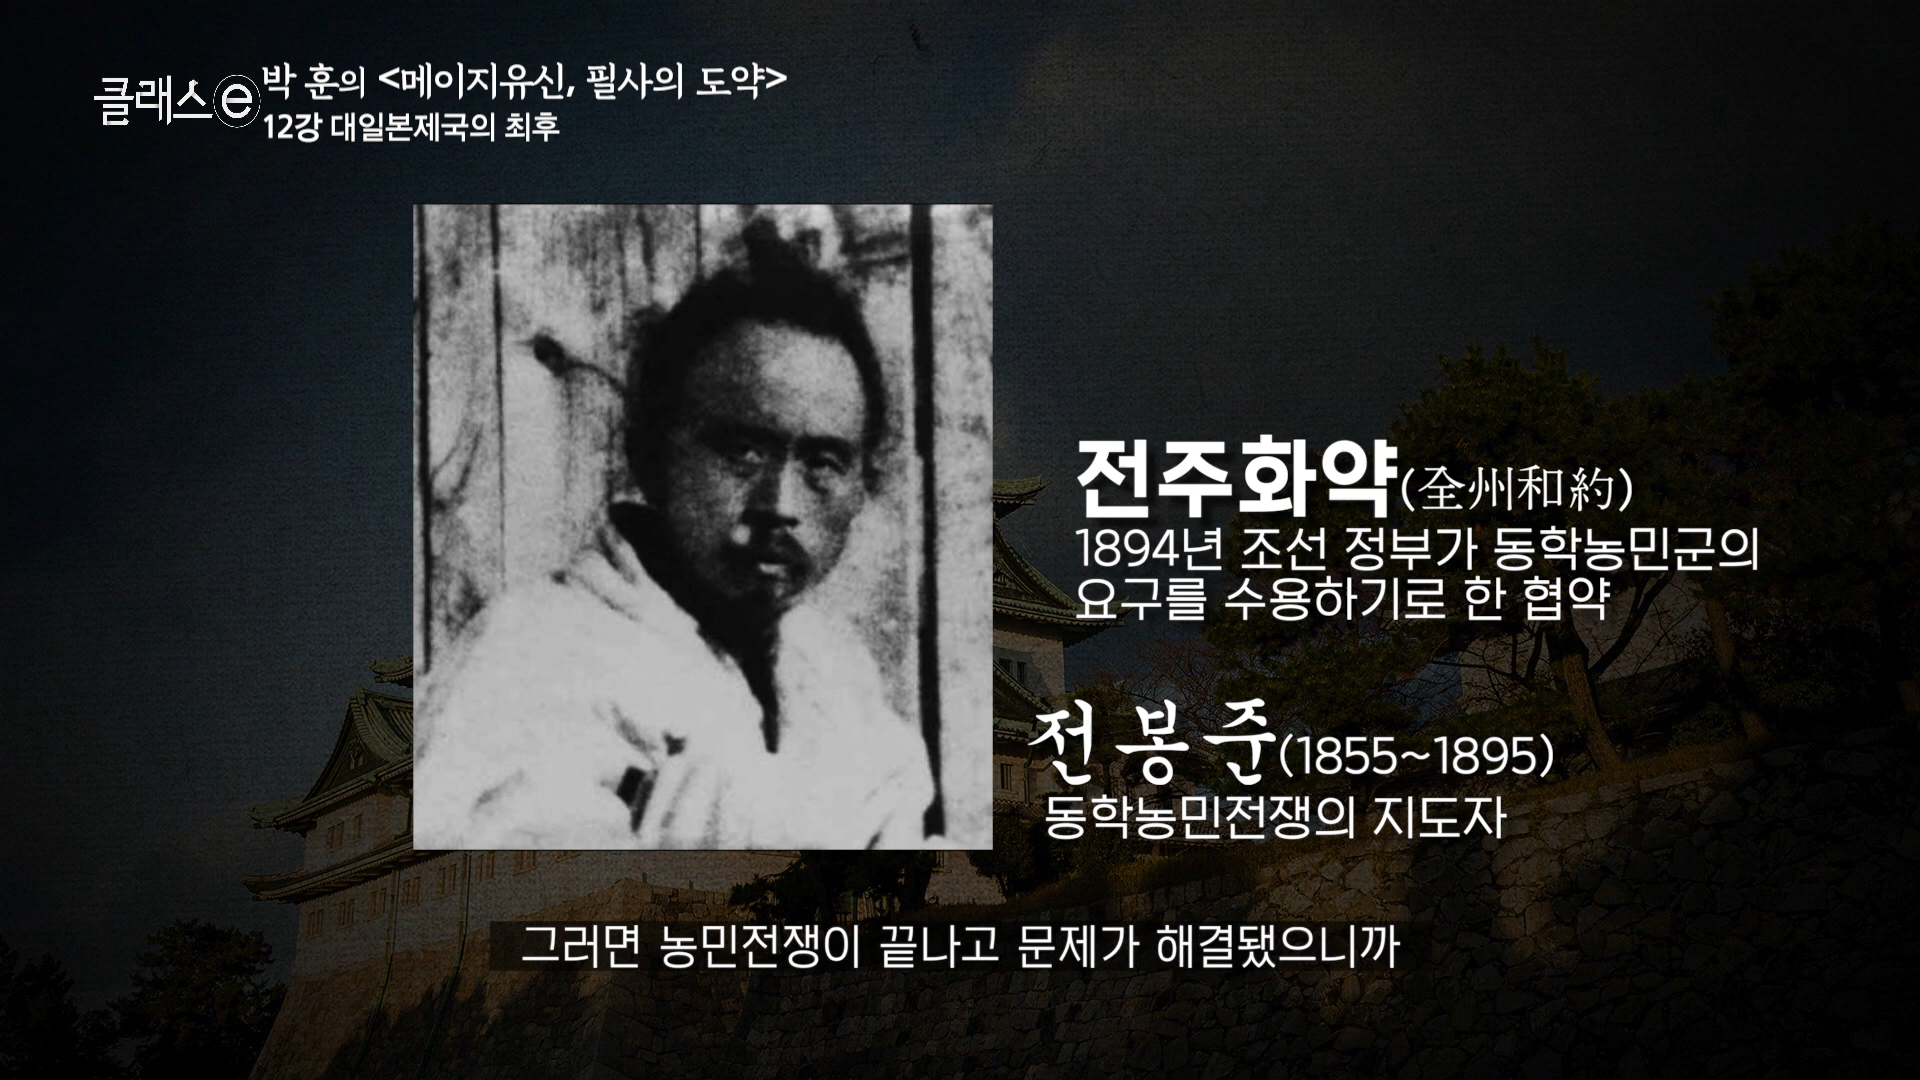 클래스ⓔ
박 훈의 <메이지유신, 필사의 도약>
12강 대일본제국의 최후
전주화약(全州和約)
1894년 조선 정부가 동학농민군의
요구를 수용하기로 한 협약
전봉준(1855~1895)
동학농민전쟁의 지도자
그러면 농민전쟁이 끝나고 문제가 해결됐으니까